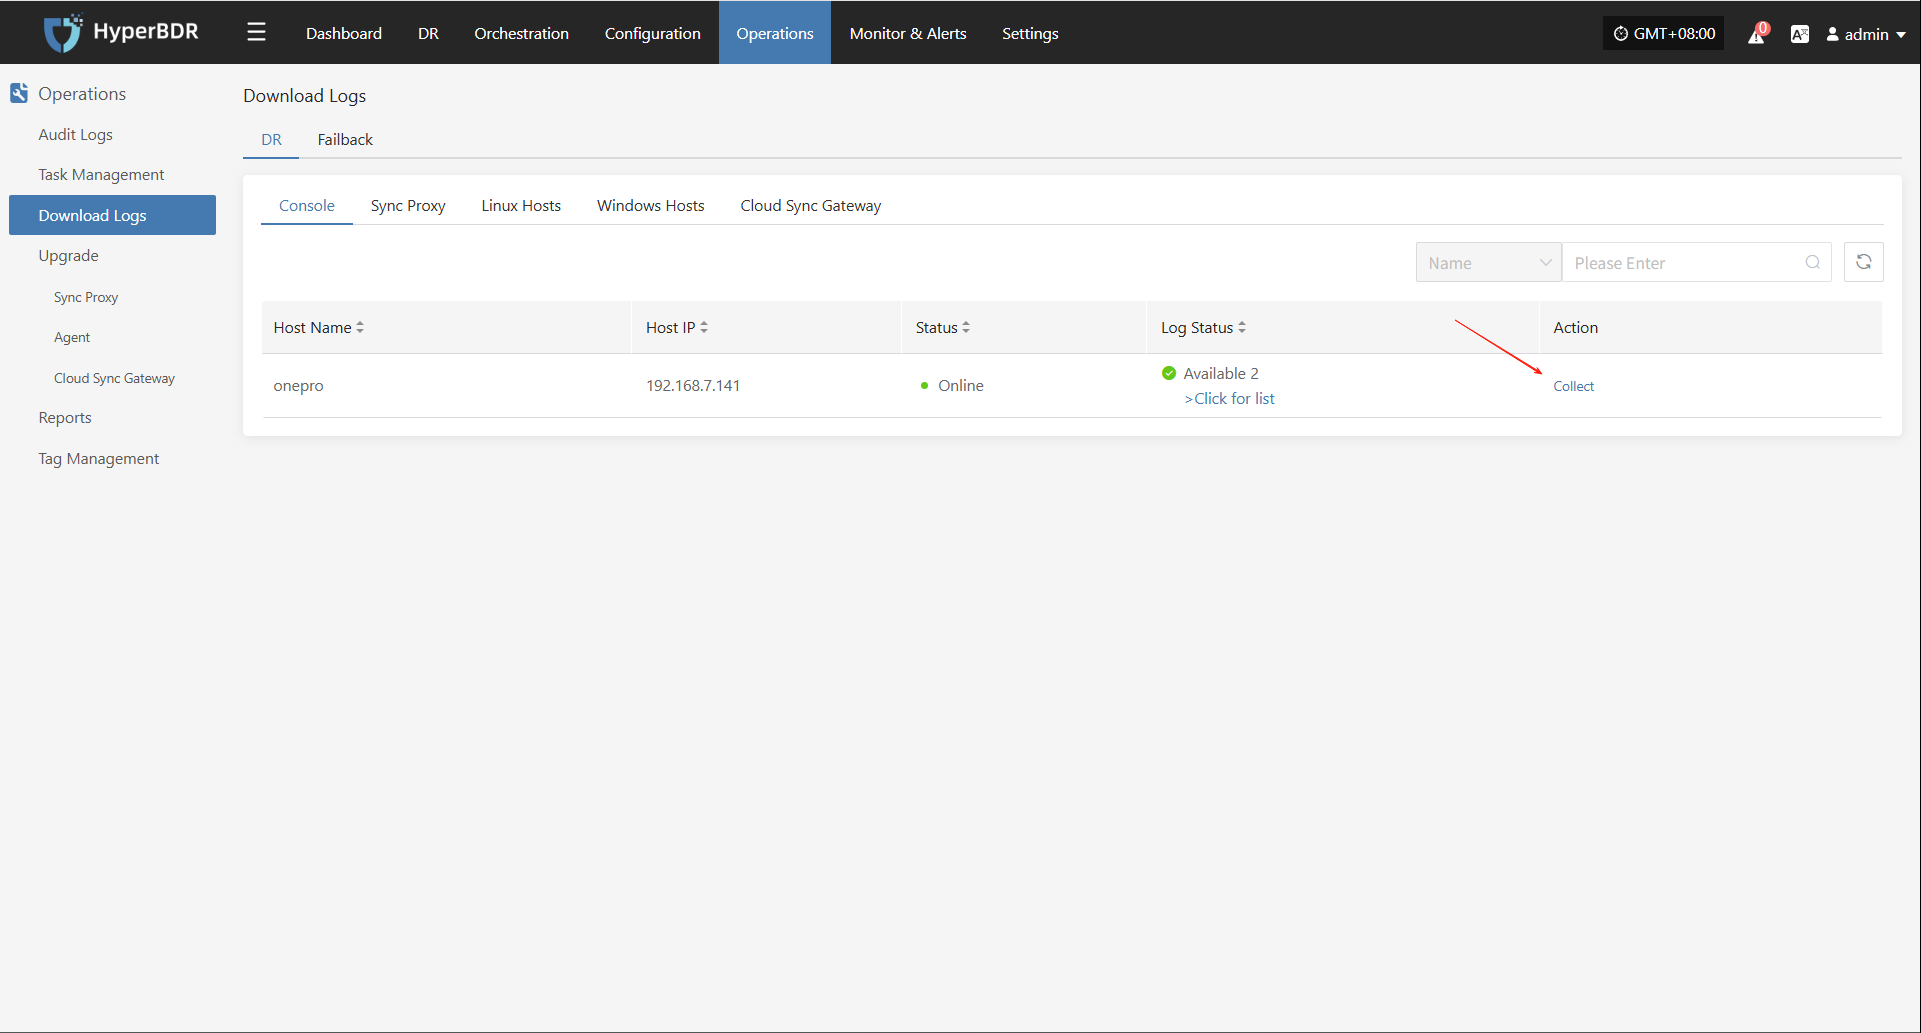 HyperBDR
Dashboard
DR
Orchestration
Configuration
Operations
Monitor & Alerts
Settings
GMT+08:00
0
admin
Operations
Audit Logs
Task Management
Download Logs
Upgrade
Sync Proxy
Agent
Cloud Sync Gateway
Reports
Tag Management
Download Logs
DR
Failback
Console
Sync Proxy
Linux Hosts
Windows Hosts
Cloud Sync Gateway
Name
Please Enter
Host Name
Host IP
Status
Log Status
Action
onepro
192.168.7.141
Online
Available 2
>Click for list
Collect